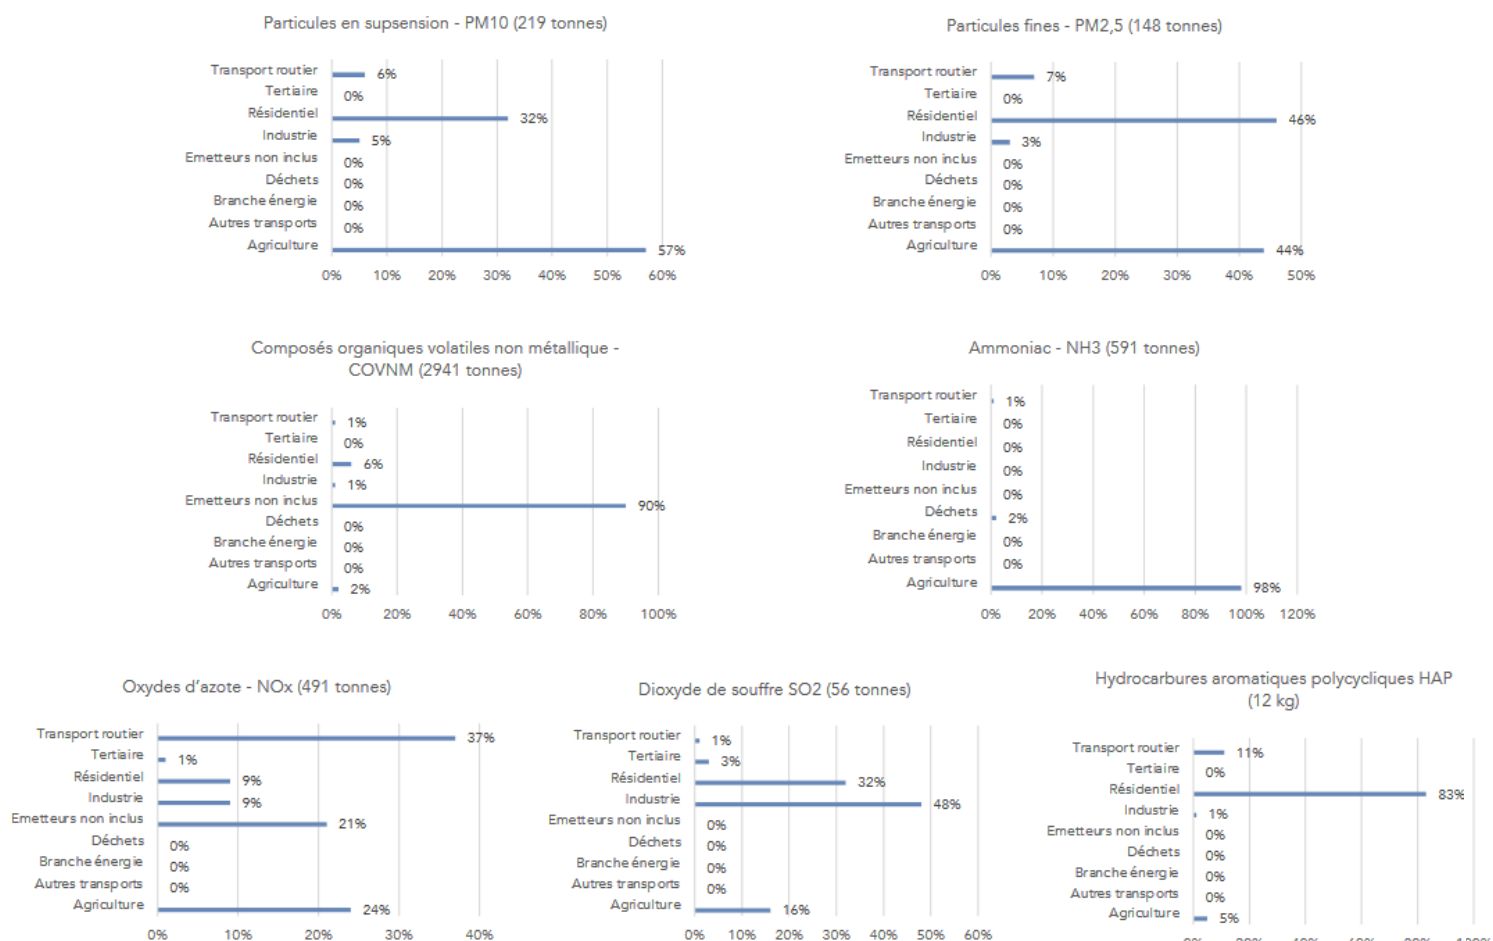 Particules en supsension - PM10 (219 tonnes)
Transport routier 6%
Tertiaire 0%
Résidentiel 32%
Industrie 5%
Emetteurs non inclus 0%
Déchets 0%
Branche énergie 0%
Autres transports 0%
Agriculture 57%
0% 10% 20% 30% 40% 50% 60%
Particules fines - PM2,5 (148 tonnes)
Transport routier 7%
Tertiaire 0%
Résidentiel 46%
Industrie 3%
Emetteurs non inclus 0%
Déchets 0%
Branche énergie 0%
Autres transports 0%
Agriculture 44%
0% 10% 20% 30% 40% 50%
Composés organiques volatiles non métallique -
COVNM (2941 tonnes)
Transport routier 1%
Tertiaire 0%
Résidentiel 6%
Industrie 1%
Emetteurs non inclus 90%
Déchets 0%
Branche énergie 0%
Autres transports 0%
Agriculture 2%
0% 20% 40% 60% 80% 100%
Ammoniac - NH3 (591 tonnes)
Transport routier 1%
Tertiaire 0%
Résidentiel 0%
Industrie 0%
Emetteurs non inclus 0%
Déchets 2%
Branche énergie 0%
Autres transports 0%
Agriculture 98%
0% 20% 40% 60% 80% 100% 120%
Oxydes d'azote - NOx (491 tonnes)
Transport routier 37%
Tertiaire 1%
Résidentiel 9%
Industrie 9%
Emetteurs non inclus 21%
Déchets 0%
Branche énergie 0%
Autres transports 0%
Agriculture 24%
0% 10% 20% 30% 40%
Dioxyde de souffre SO2 (56 tonnes)
Transport routier 1%
Tertiaire 3%
Résidentiel 32%
Industrie 48%
Emetteurs non inclus 0%
Déchets 0%
Branche énergie 0%
Autres transports 0%
Agriculture 16%
0% 10% 20% 30% 40% 50% 60%
Hydrocarbures aromatiques polycycliques HAP
(12 kg)
Transport routier 11%
Tertiaire 0%
Résidentiel 83%
Industrie 1%
Emetteurs non inclus 0%
Déchets 0%
Branche énergie 0%
Autres transports 0%
Agriculture 5%